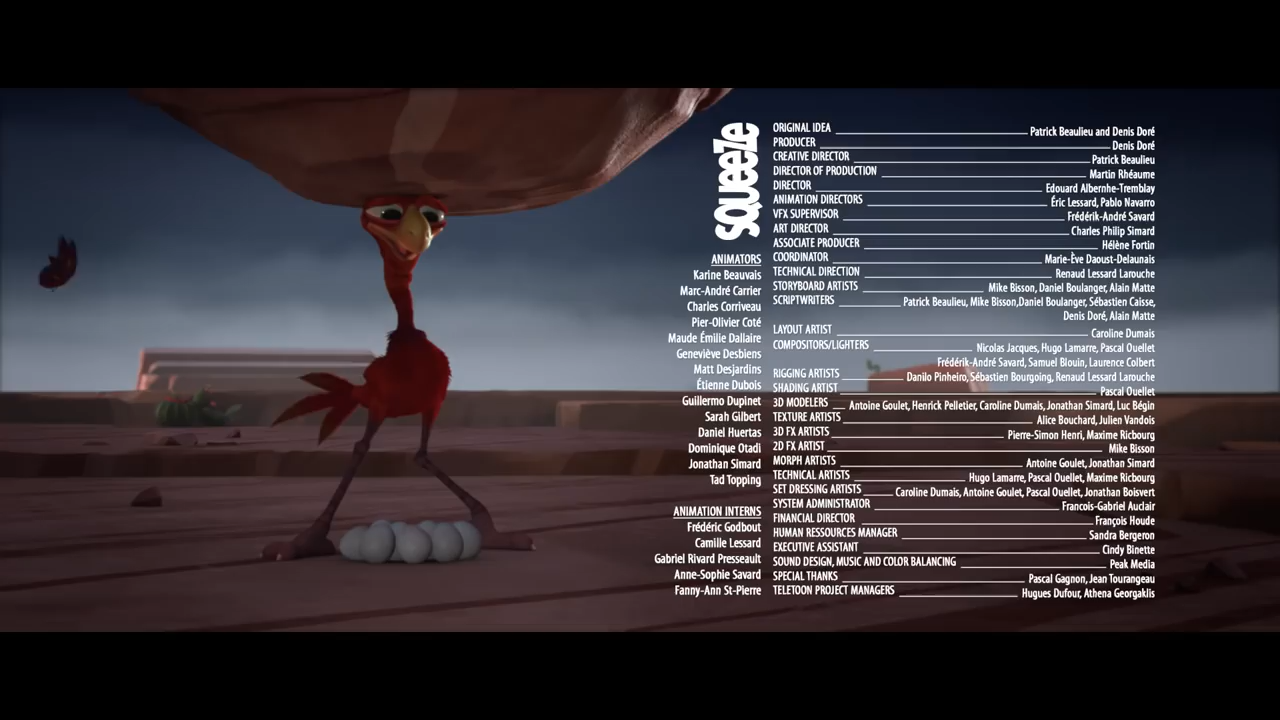 squeeze
ANIMATORS
Karine Beauvais
Marc-André Carrier
Charles Corriveau
Pier-Olivier Coté
Maude Émilie Dallaire
Geneviève Desbiens
Matt Desjardins
Étienne Dubois
Guillermo Dupinet
Sarah Gilbert
Daniel Huertas
Dominique Otadi
Jonathan Simard
Tad Topping
ANIMATION INTERNS
Frédéric Godbout
Camille Lessard
Gabriel Rivard Presseault
Anne-Sophie Savard
Fanny-Ann St-Pierre
ORIGINAL IDEA Patrick Beaulieu and Denis Doré
PRODUCER Denis Doré
CREATIVE DIRECTOR Patrick Beaulieu
DIRECTOR OF PRODUCTION Martin Rhéaume
DIRECTOR Edouard Albernhe-Tremblay
ANIMATION DIRECTORS Éric Lessard, Pablo Navarro
VFX SUPERVISOR Frédérik-André Savard
ART DIRECTOR Charles Philip Simard
ASSOCIATE PRODUCER Hélène Fortin
COORDINATOR Marie-Ève Daoust-Delaunais
TECHNICAL DIRECTION Renaud Lessard Larouche
STORYBOARD ARTISTS Mike Bisson, Daniel Boulanger, Alain Matte
SCRIPTWRITERS Patrick Beaulieu, Mike Bisson,Daniel Boulanger, Sébastien Caisse,
Denis Doré, Alain Matte
LAYOUT ARTIST Caroline Dumais
COMPOSITORS/LIGHTERS Nicolas Jacques, Hugo Lamarre, Pascal Ouellet
Frédérik-André Savard, Samuel Blouin, Laurence Colbert
RIGGING ARTISTS Danilo Pinheiro, Sébastien Bourgoing, Renaud Lessard Larouche
SHADING ARTIST Pascal Ouellet
3D MODELERS Antoine Goulet, Henrick Pelletier, Caroline Dumais, Jonathan Simard, Luc Bégin
TEXTURE ARTISTS Alice Bouchard, Julien Vandois
3D FX ARTISTS Pierre-Simon Henri, Maxime Ricbourg
2D FX ARTIST Mike Bisson
MORPH ARTISTS Antoine Goulet, Jonathan Simard
TECHNICAL ARTISTS Hugo Lamarre, Pascal Ouellet, Maxime Ricbourg
SET DRESSING ARTISTS Caroline Dumais, Antoine Goulet, Pascal Ouellet, Jonathan Boisvert
SYSTEM ADMINISTRATOR Francois-Gabriel Auclair
FINANCIAL DIRECTOR François Houde
HUMAN RESSOURCES MANAGER Sandra Bergeron
EXECUTIVE ASSISTANT Cindy Binette
SOUND DESIGN, MUSIC AND COLOR BALANCING Peak Media
SPECIAL THANKS Pascal Gagnon, Jean Tourangeau
TELETOON PROJECT MANAGERS Hugues Dufour, Athena Georgaklis